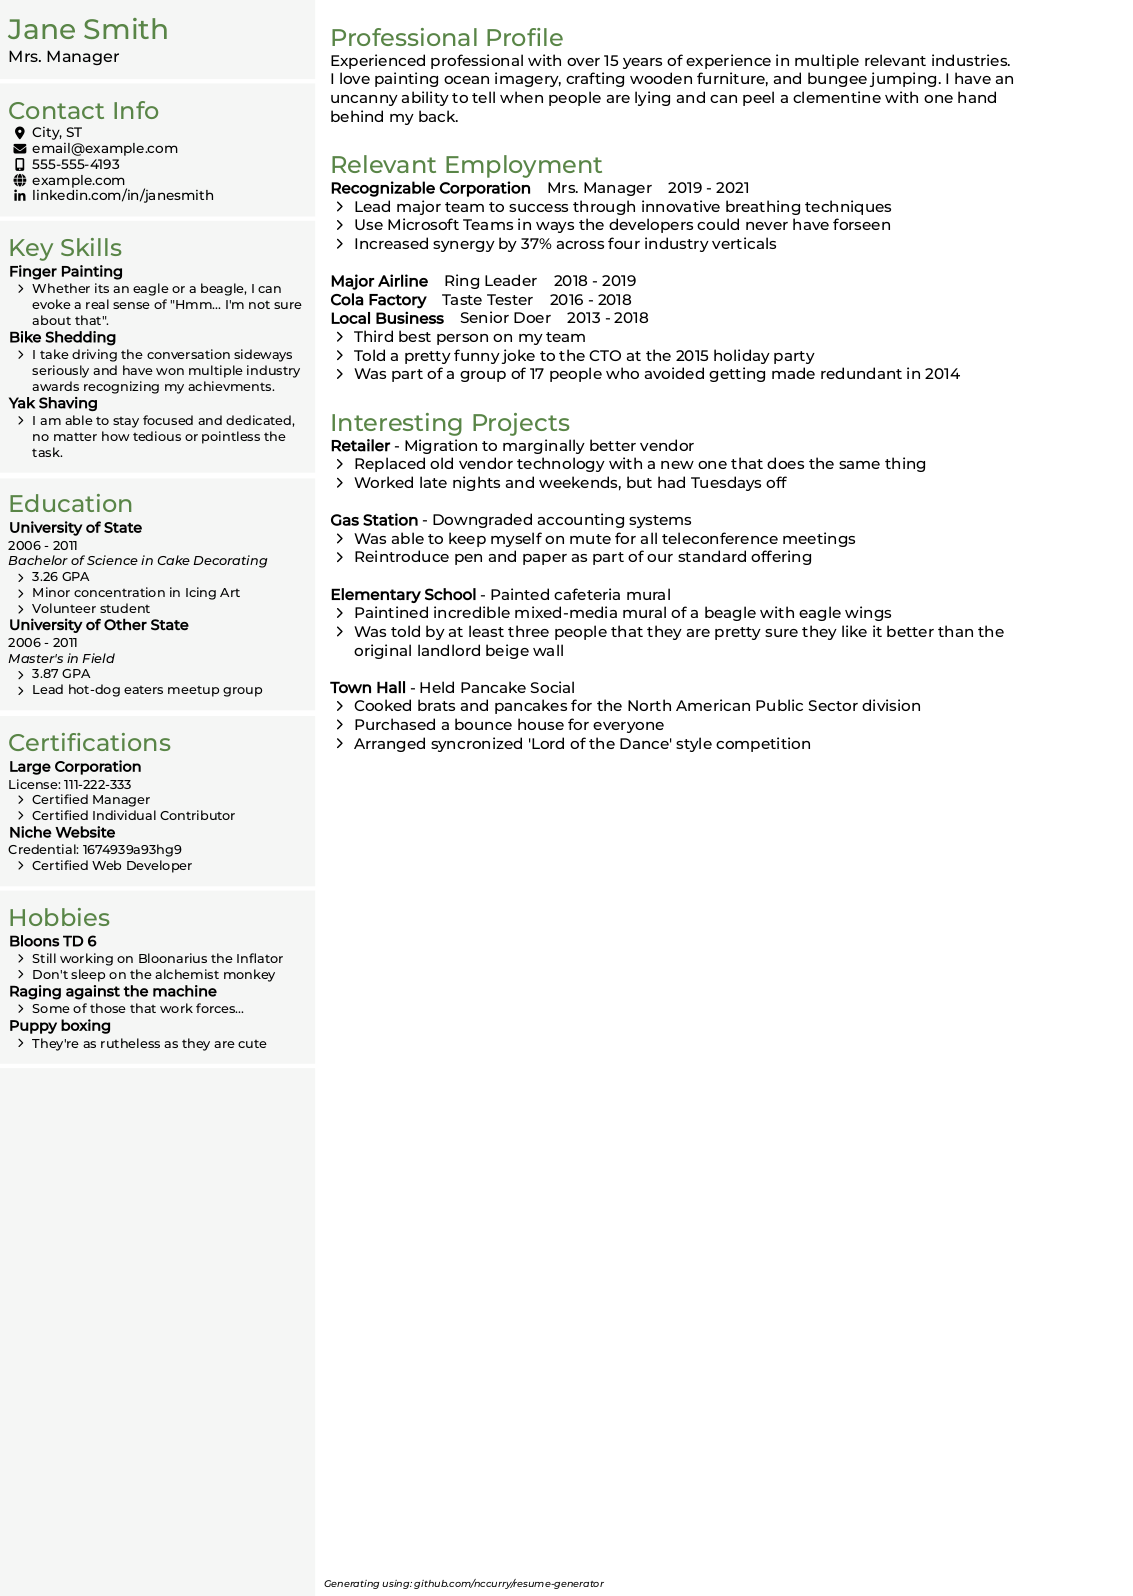 Jane Smith
Mrs. Manager
Contact Info
City, ST
email@example.com
555-555-4193
example.com
linkedin.com/in/janesmith
Key Skills
Finger Painting
Whether its an eagle or a beagle, I can
evoke a real sense of "Hmm... I'm not sure
about that".
Bike Shedding
I take driving the conversation sideways
seriously and have won multiple industry
awards recognizing my achievments.
Yak Shaving
I am able to stay focused and dedicated,
no matter how tedious or pointless the
task.
Education
University of State
2006 - 2011
Bachelor of Science in Cake Decorating
3.26 GPA
Minor concentration in Icing Art
Volunteer student
University of Other State
2006 - 2011
Master's in Field
3.87 GPA
Lead hot-dog eaters meetup group
Certifications
Large Corporation
License: 111-222-333
Certified Manager
Certified Individual Contributor
Niche Website
Credential: 1674939a93hg9
Certified Web Developer
Hobbies
Bloons TD 6
Still working on Bloonarius the Inflator
Don't sleep on the alchemist monkey
Raging against the machine
Some of those that work forces...
Puppy boxing
They're as rutheless as they are cute
Professional Profile
Experienced professional with over 15 years of experience in multiple relevant industries.
I love painting ocean imagery, crafting wooden furniture, and bungee jumping. I have an
uncanny ability to tell when people are lying and can peel a clementine with one hand
behind my back.
Relevant Employment
Recognizable Corporation Mrs. Manager 2019 - 2021
Lead major team to success through innovative breathing techniques
Use Microsoft Teams in ways the developers could never have forseen
Increased synergy by 37% across four industry verticals
Major Airline Ring Leader 2018 - 2019
Cola Factory Taste Tester 2016 - 2018
Local Business Senior Doer 2013 - 2018
Third best person on my team
Told a pretty funny joke to the CTO at the 2015 holiday party
Was part of a group of 17 people who avoided getting made redundant in 2014
Interesting Projects
Retailer - Migration to marginally better vendor
Replaced old vendor technology with a new one that does the same thing
Worked late nights and weekends, but had Tuesdays off
Gas Station - Downgraded accounting systems
Was able to keep myself on mute for all teleconference meetings
Reintroduce pen and paper as part of our standard offering
Elementary School - Painted cafeteria mural
Paintined incredible mixed-media mural of a beagle with eagle wings
Was told by at least three people that they are pretty sure they like it better than the
original landlord beige wall
Town Hall - Held Pancake Social
Cooked brats and pancakes for the North American Public Sector division
Purchased a bounce house for everyone
Arranged syncronized 'Lord of the Dance' style competition
Generating using: github.com/nccurry/resume-generator